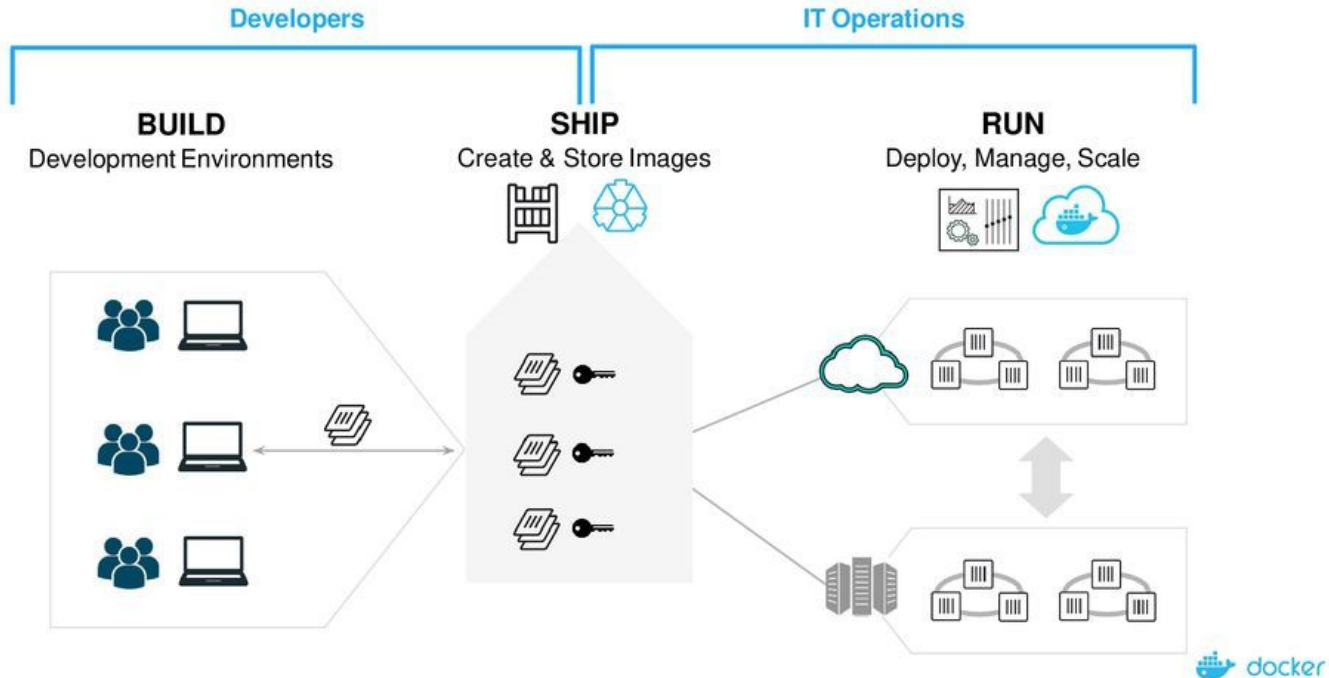 Developers
IT Operations
BUILD
Development Environments
SHIP
Create & Store Images
RUN
Deploy, Manage, Scale
docker